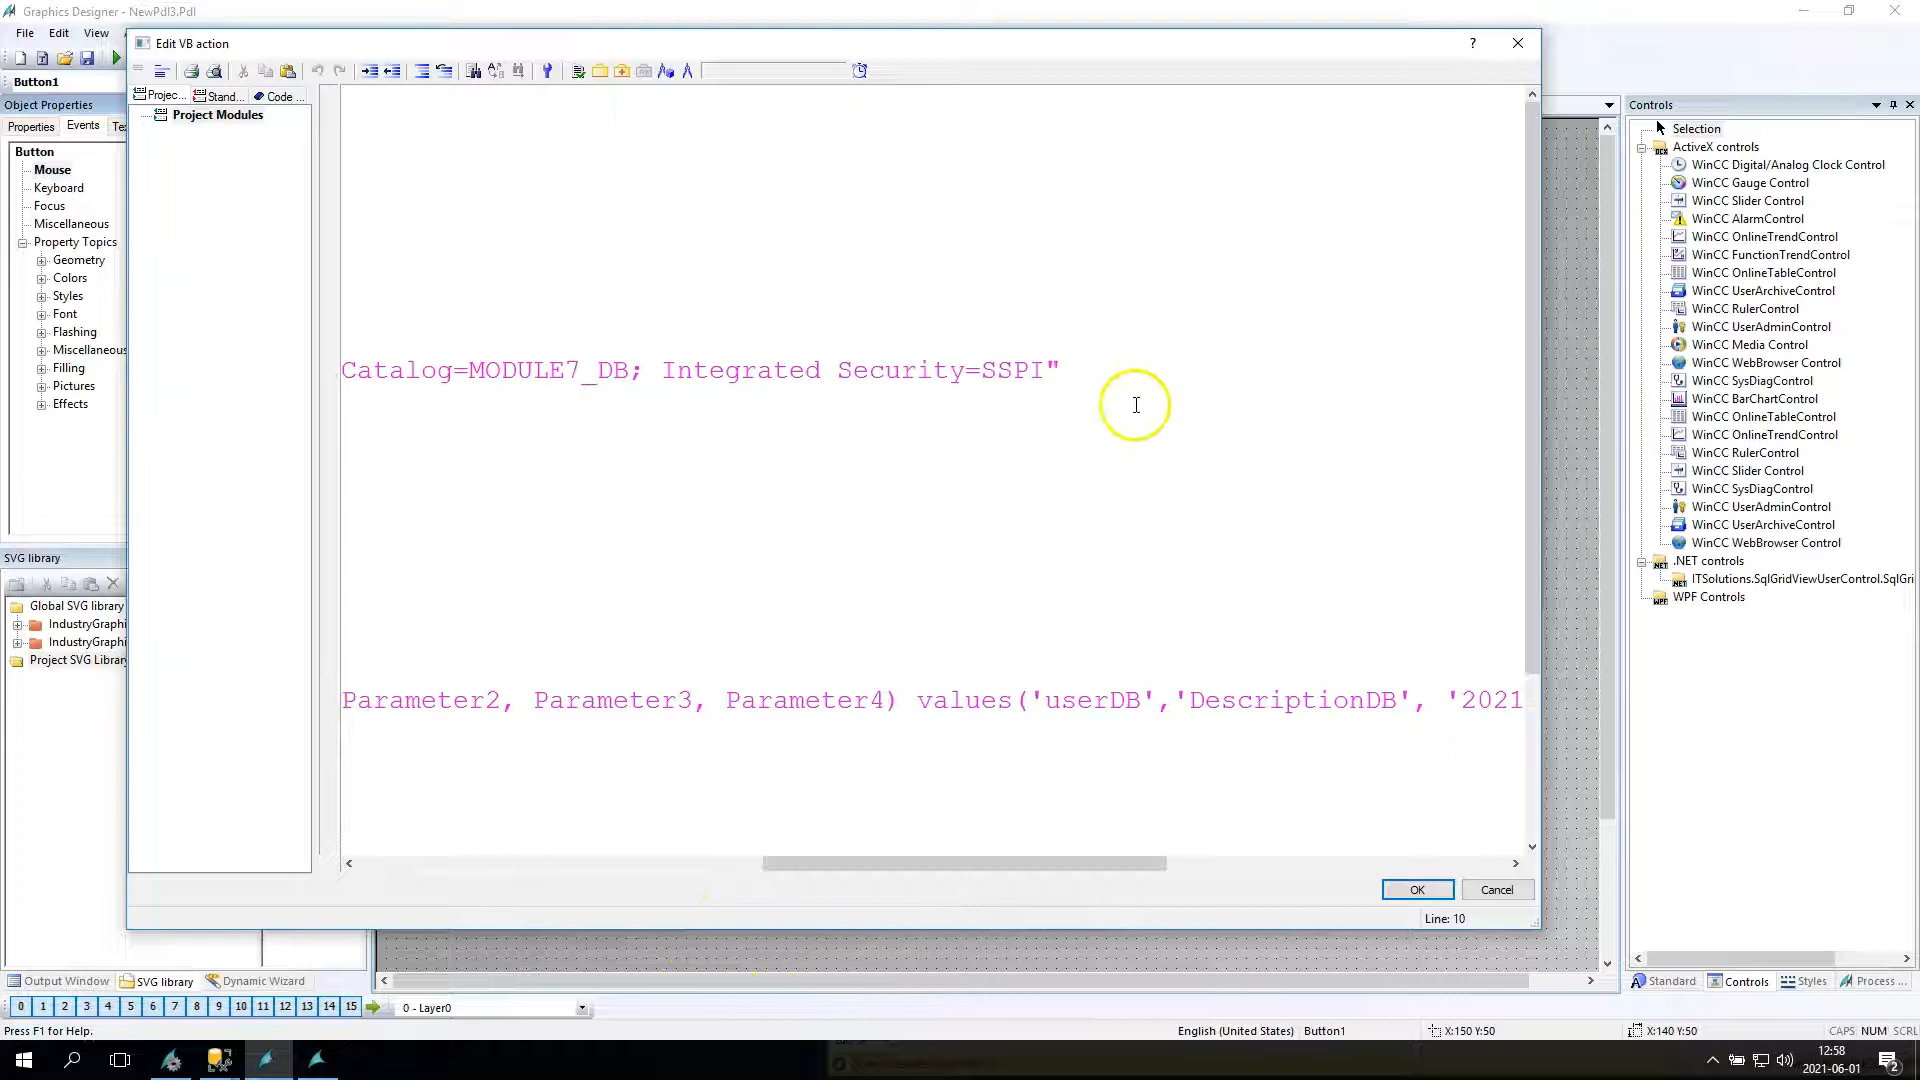 Graphics Designer - NewPdl3.Pdl
File Edit View
Edit VB action
Button1
Object Properties
Properties Events Te
Button
Mouse
Keyboard
Focus
Miscellaneous
Property Topics
Geometry
Colors
Styles
Font
Flashing
Miscellaneous
Filling
Pictures
Effects
SVG library
Global SVG library
IndustryGraphi
IndustryGraphi
Project SVG Library
Projec... Stand... Code ...
Project Modules
Catalog=MODULE7_DB; Integrated Security=SSPI"
Parameter2, Parameter3, Parameter4) values('userDB','DescriptionDB', '2021
OK Cancel
Line: 10
Controls
Selection
ActiveX controls
WinCC Digital/Analog Clock Control
WinCC Gauge Control
WinCC Slider Control
WinCC AlarmControl
WinCC OnlineTrendControl
WinCC FunctionTrendControl
WinCC OnlineTableControl
WinCC UserArchiveControl
WinCC RulerControl
WinCC UserAdminControl
WinCC Media Control
WinCC WebBrowser Control
WinCC SysDiagControl
WinCC BarChartControl
WinCC OnlineTableControl
WinCC OnlineTrendControl
WinCC RulerControl
WinCC Slider Control
WinCC SysDiagControl
WinCC UserAdminControl
WinCC UserArchiveControl
WinCC WebBrowser Control
.NET controls
ITSolutions.SqlGridViewUserControl.SqlGri
WPF Controls
Output Window SVG library Dynamic Wizard
Standard Controls Styles Process ...
0 1 2 3 4 5 6 7 8 9 10 11 12 13 14 15 0 - Layer0
Press F1 for Help. English (United States) Button1 X:150 Y:50 X:140 Y:50 CAPS NUM SCRL
12:58
2021-06-01
2